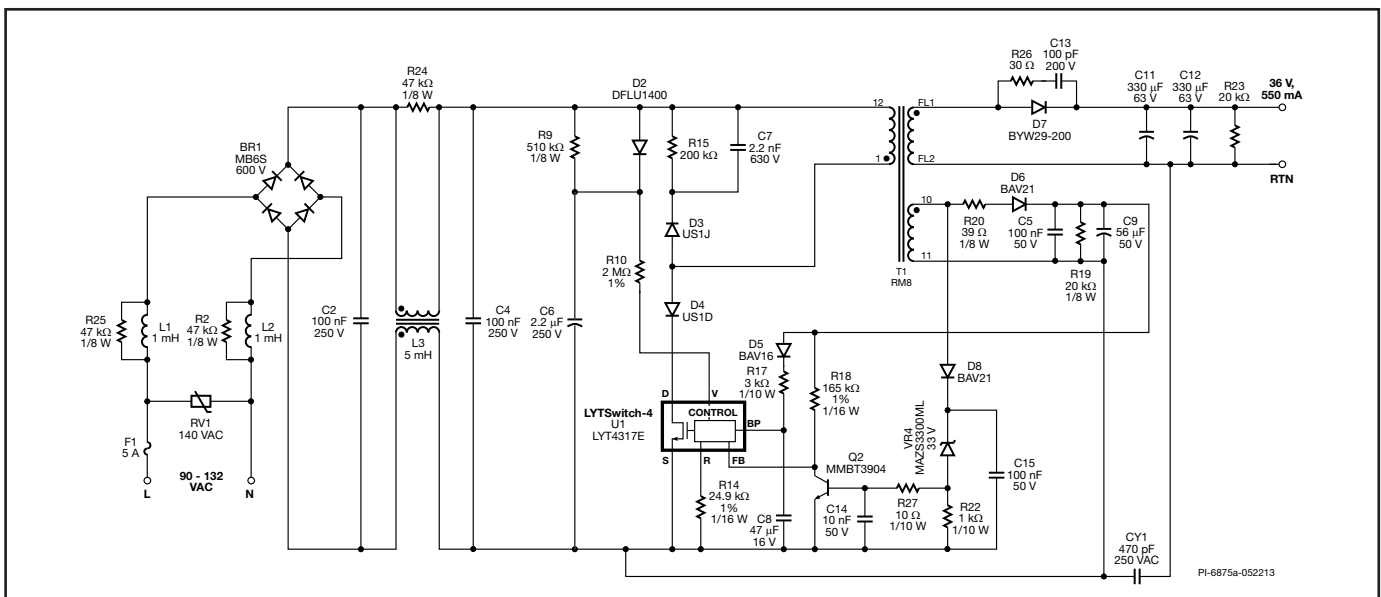 R24
47 kΩ
1/8 W
BR1
MB6S
600 V
R25
47 kΩ
1/8 W
L1
1 mH
R2
47 kΩ
1/8 W
L2
1 mH
RV1
140 VAC
F1
5 A
90 - 132
VAC
L
N
C2
100 nF
250 V
L3
5 mH
C4
100 nF
250 V
R9
510 kΩ
1/8 W
C6
2.2 µF
250 V
D2
DFLU1400
R10
2 MΩ
1%
R15
200 kΩ
C7
2.2 nF
630 V
D3
US1J
D4
US1D
LYTSwitch-4
U1
LYT4317E
D
V
CONTROL
BP
S
R
FB
R14
24.9 kΩ
1%
1/16 W
D5
BAV16
R17
3 kΩ
1/10 W
C8
47 µF
16 V
R18
165 kΩ
1%
1/16 W
Q2
MMBT3904
C14
10 nF
50 V
R27
10 Ω
1/10 W
VR4
MAZS3300ML
33 V
R22
1 kΩ
1/10 W
D8
BAV21
C15
100 nF
50 V
12
1
FL1
FL2
10
11
T1
RM8
R20
39 Ω
1/8 W
D6
BAV21
C5
100 nF
50 V
R19
20 kΩ
1/8 W
C9
56 µF
50 V
R26
30 Ω
C13
100 pF
200 V
D7
BYW29-200
C11
330 µF
63 V
C12
330 µF
63 V
R23
20 kΩ
36 V,
550 mA
RTN
CY1
470 pF
250 VAC
PI-6875a-052213